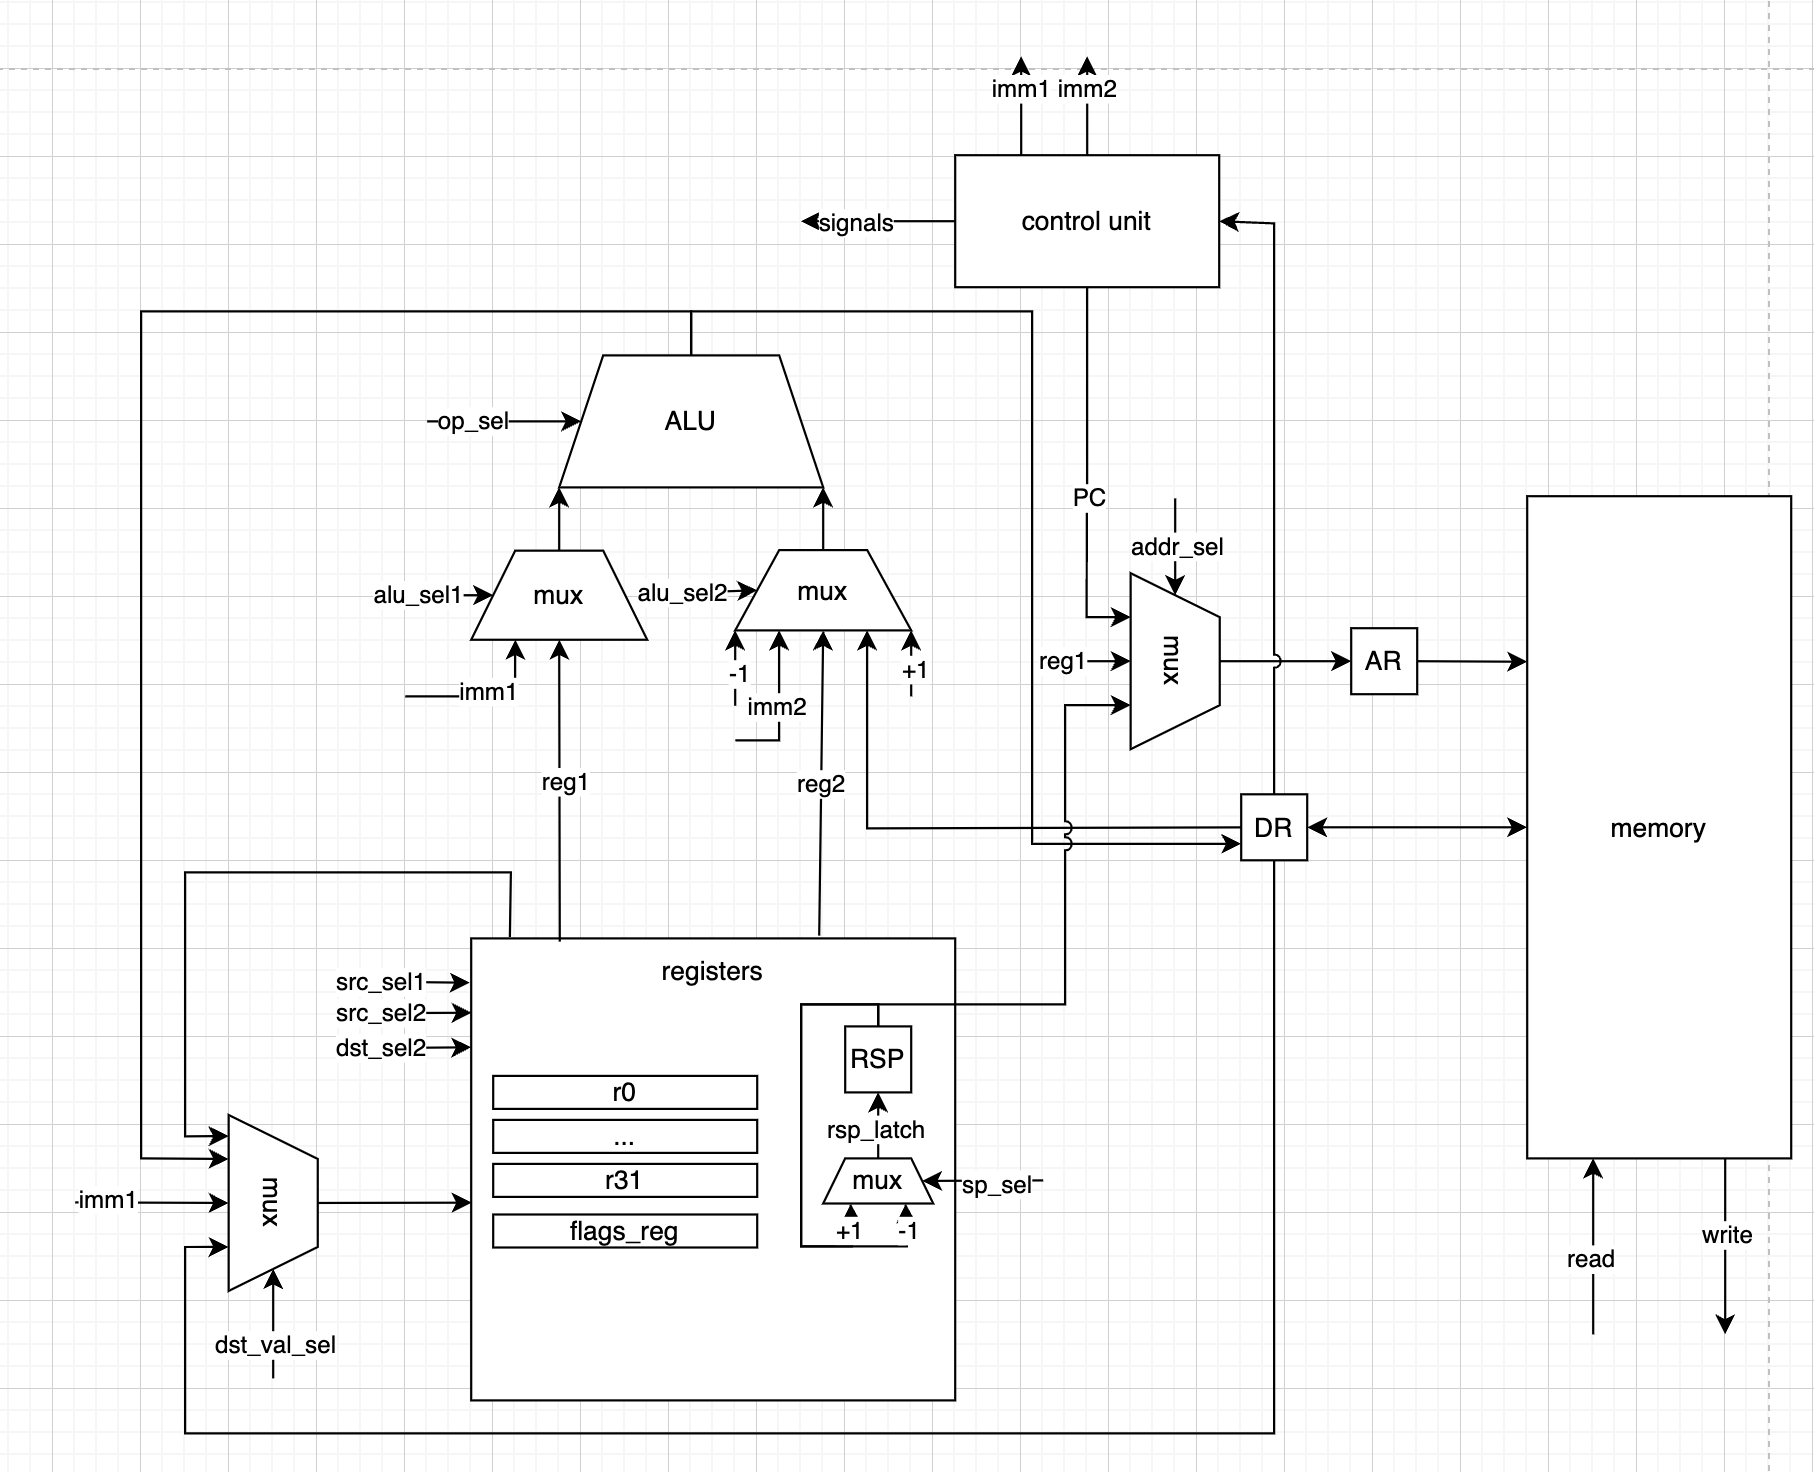 imm1 imm2
signals
control unit
op_sel
ALU
PC
addr_sel
alu_sel1
mux
alu_sel2
mux
-1
imm2
+1
imm1
reg1
mux
AR
reg1
reg2
DR
memory
registers
src_sel1
src_sel2
dst_sel2
RSP
r0
...
rsp_latch
r31
mux
sp_sel
flags_reg
+1
-1
imm1
mux
dst_val_sel
read
write